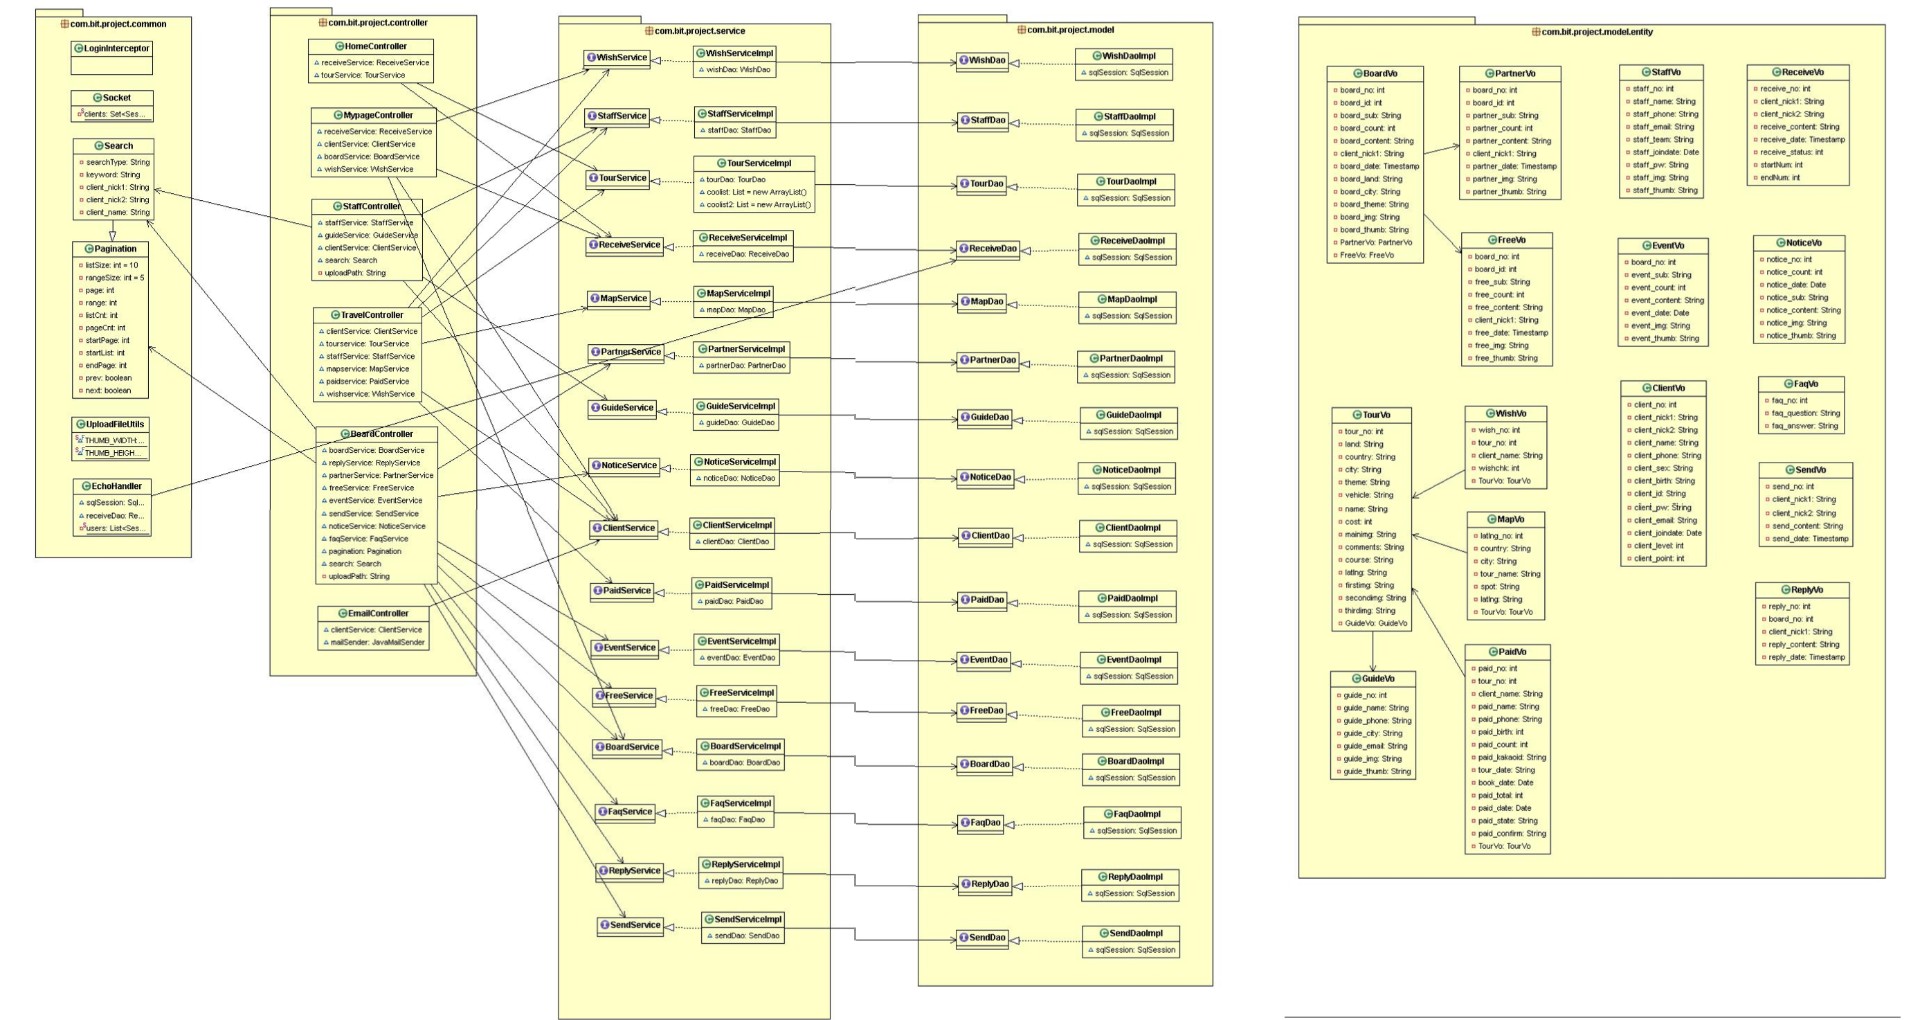 com.bit.project.common
LoginInterceptor
Socket
clients: Set<Ses...
Search
searchType: String
keyword: String
client_nick1: String
client_nick2: String
client_name: String
Pagination
listSize: int = 10
rangeSize: int = 5
page: int
range: int
listCnt: int
pageCnt: int
startPage: int
startList: int
endPage: int
prev: boolean
next: boolean
UploadFileUtils
THUMB_WIDTH:...
THUMB_HEIGH...
EchoHandler
sqlSession: Sql...
receiveDao: Re...
users: List<Ses...
com.bit.project.controller
HomeController
receiveService: ReceiveService
tourService: TourService
MypageController
receiveService: ReceiveService
clientService: ClientService
boardService: BoardService
wishService: WishService
StaffController
staffService: StaffService
guideService: GuideService
clientService: ClientService
search: Search
uploadPath: String
TravelController
clientService: ClientService
tourservice: TourService
staffService: StaffService
mapservice: MapService
paidservice: PaidService
wishservice: WishService
BoardController
boardService: BoardService
replyService: ReplyService
partnerService: PartnerService
freeService: FreeService
eventService: EventService
sendService: SendService
noticeService: NoticeService
faqService: FaqService
pagination: Pagination
search: Search
uploadPath: String
EmailController
clientService: ClientService
mailSender: JavaMailSender
com.bit.project.service
WishService
WishServiceImpl
wishDao: WishDao
StaffService
StaffServiceImpl
staffDao: StaffDao
TourService
TourServiceImpl
tourDao: TourDao
coolist: List = new ArrayList()
coolist2: List = new ArrayList()
ReceiveService
ReceiveServiceImpl
receiveDao: ReceiveDao
MapService
MapServiceImpl
mapDao: MapDao
PartnerService
PartnerServiceImpl
partnerDao: PartnerDao
GuideService
GuideServiceImpl
guideDao: GuideDao
NoticeService
NoticeServiceImpl
noticeDao: NoticeDao
ClientService
ClientServiceImpl
clientDao: ClientDao
PaidService
PaidServiceImpl
paidDao: PaidDao
EventService
EventServiceImpl
eventDao: EventDao
FreeService
FreeServiceImpl
freeDao: FreeDao
BoardService
BoardServiceImpl
boardDao: BoardDao
FaqService
FaqServiceImpl
faqDao: FaqDao
ReplyService
ReplyServiceImpl
replyDao: ReplyDao
SendService
SendServiceImpl
sendDao: SendDao
com.bit.project.model
WishDao
WishDaoImpl
sqlSession: SqlSession
StaffDao
StaffDaoImpl
sqlSession: SqlSession
TourDao
TourDaoImpl
sqlSession: SqlSession
ReceiveDao
ReceiveDaoImpl
sqlSession: SqlSession
MapDao
MapDaoImpl
sqlSession: SqlSession
PartnerDao
PartnerDaoImpl
sqlSession: SqlSession
GuideDao
GuideDaoImpl
sqlSession: SqlSession
NoticeDao
NoticeDaoImpl
sqlSession: SqlSession
ClientDao
ClientDaoImpl
sqlSession: SqlSession
PaidDao
PaidDaoImpl
sqlSession: SqlSession
EventDao
EventDaoImpl
sqlSession: SqlSession
FreeDao
FreeDaoImpl
sqlSession: SqlSession
BoardDao
BoardDaoImpl
sqlSession: SqlSession
FaqDao
FaqDaoImpl
sqlSession: SqlSession
ReplyDao
ReplyDaoImpl
sqlSession: SqlSession
SendDao
SendDaoImpl
sqlSession: SqlSession
com.bit.project.model.entity
BoardVo
board_no: int
board_id: int
board_sub: String
board_count: int
board_content: String
client_nick1: String
board_date: Timestamp
board_land: String
board_city: String
board_theme: String
board_img: String
board_thumb: String
PartnerVo: PartnerVo
FreeVo: FreeVo
PartnerVo
board_no: int
board_id: int
partner_sub: String
partner_count: int
partner_content: String
client_nick1: String
partner_date: Timestamp
partner_img: String
partner_thumb: String
StaffVo
staff_no: int
staff_name: String
staff_phone: String
staff_email: String
staff_team: String
staff_joindate: Date
staff_pw: String
staff_img: String
staff_thumb: String
ReceiveVo
receive_no: int
client_nick1: String
client_nick2: String
receive_content: String
receive_date: Timestamp
receive_status: int
startNum: int
endNum: int
FreeVo
board_no: int
board_id: int
free_sub: String
free_count: int
free_content: String
client_nick1: String
free_date: Timestamp
free_img: String
free_thumb: String
EventVo
board_no: int
event_sub: String
event_count: int
event_content: String
event_date: Date
event_img: String
event_thumb: String
NoticeVo
notice_no: int
notice_count: int
notice_date: Date
notice_sub: String
notice_content: String
notice_img: String
notice_thumb: String
TourVo
tour_no: int
land: String
country: String
city: String
theme: String
vehicle: String
name: String
cost: int
mainimg: String
comments: String
course: String
latlng: String
firstimg: String
secondimg: String
thirdimg: String
GuideVo: GuideVo
WishVo
wish_no: int
tour_no: int
client_name: String
wishchk: int
TourVo: TourVo
ClientVo
client_no: int
client_nick1: String
client_nick2: String
client_name: String
client_phone: String
client_sex: String
client_birth: String
client_id: String
client_pw: String
client_email: String
client_joindate: Date
client_level: int
client_point: int
FaqVo
faq_no: int
faq_question: String
faq_answer: String
SendVo
send_no: int
client_nick1: String
client_nick2: String
send_content: String
send_date: Timestamp
MapVo
latlng_no: int
country: String
city: String
tour_name: String
spot: String
latlng: String
TourVo: TourVo
ReplyVo
reply_no: int
board_no: int
client_nick1: String
reply_content: String
reply_date: Timestamp
GuideVo
guide_no: int
guide_name: String
guide_phone: String
guide_city: String
guide_email: String
guide_img: String
guide_thumb: String
PaidVo
paid_no: int
tour_no: int
client_name: String
paid_name: String
paid_phone: String
paid_birth: int
paid_count: int
paid_kakaoid: String
tour_date: String
book_date: Date
paid_total: int
paid_date: Date
paid_state: String
paid_confirm: String
TourVo: TourVo